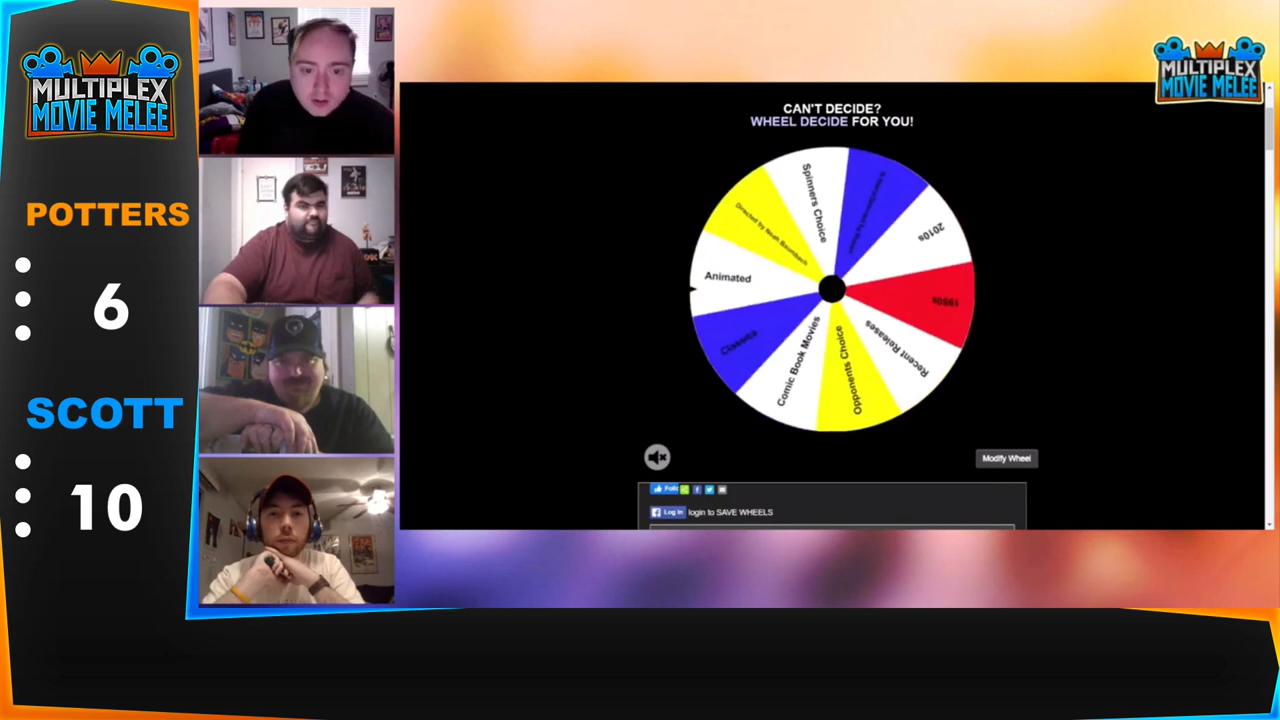 MULTIPLEX
MOVIE MELEE
POTTERS
6
SCOTT
10
MULTIPLEX
MOVIE MELEE
CAN'T DECIDE?
WHEEL DECIDE FOR YOU!
Spinners Choice
2010s
Recent Releases
Opponents Choice
Comic Book Movies
Classics
Animated
Directed by Noah Baumbach
Modify Wheel
Log In
login to SAVE WHEELS